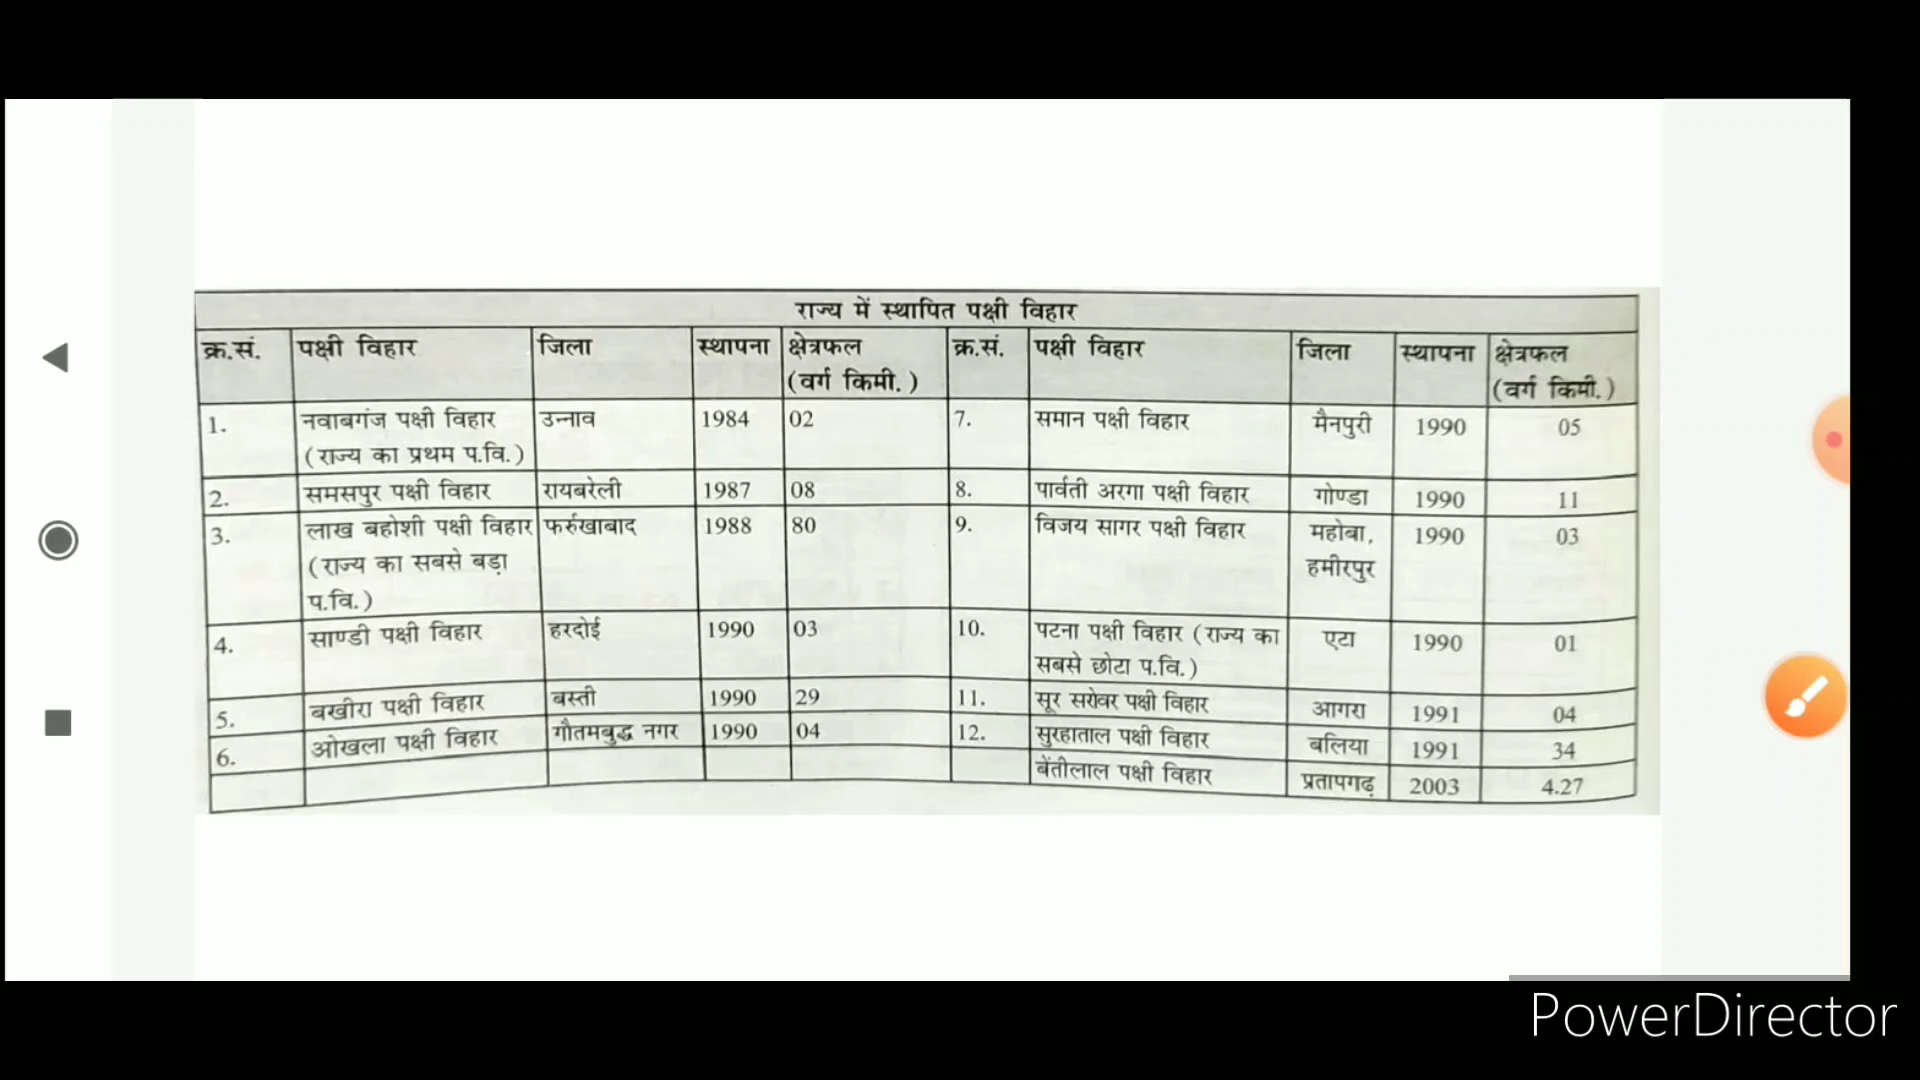 राज्य में स्थापित पक्षी विहार
क्र.सं. पक्षी विहार जिला स्थापना क्षेत्रफल (वर्ग किमी.) क्र.सं. पक्षी विहार जिला स्थापना क्षेत्रफल (वर्ग किमी.)
1. नवाबगंज पक्षी विहार (राज्य का प्रथम प.वि.) उन्नाव 1984 02 7. समान पक्षी विहार मैनपुरी 1990 05
2. समसपुर पक्षी विहार रायबरेली 1987 08 8. पार्वती अरगा पक्षी विहार गोण्डा 1990 11
3. लाख बहोशी पक्षी विहार (राज्य का सबसे बड़ा प.वि.) फर्रुखाबाद 1988 80 9. विजय सागर पक्षी विहार महोबा, हमीरपुर 1990 03
4. साण्डी पक्षी विहार हरदोई 1990 03 10. पटना पक्षी विहार (राज्य का सबसे छोटा प.वि.) एटा 1990 01
5. बखीरा पक्षी विहार बस्ती 1990 29 11. सूर सरोवर पक्षी विहार आगरा 1991 04
6. ओखला पक्षी विहार गौतमबुद्ध नगर 1990 04 12. सुरहाताल पक्षी विहार बलिया 1991 34
बेंतीलाल पक्षी विहार प्रतापगढ़ 2003 4.27
PowerDirector